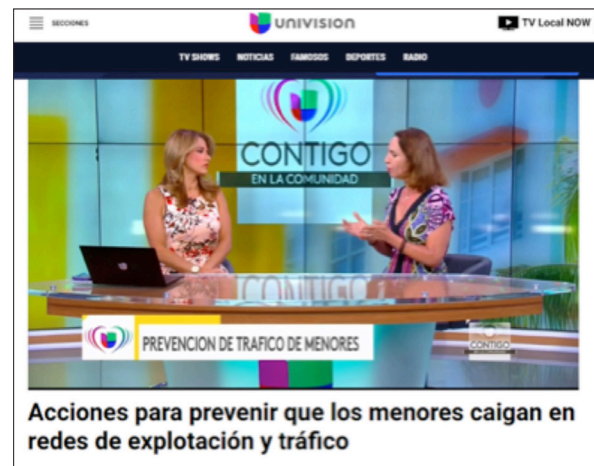 SECCIONES
UNIVISION
TV Local NOW
TV SHOWS NOTICIAS FAMOSOS DEPORTES RADIO
CONTIGO
EN LA COMUNIDAD
CONTIGO
PREVENCION DE TRAFICO DE MENORES
CONTIGO
Acciones para prevenir que los menores caigan en
redes de explotación y tráfico